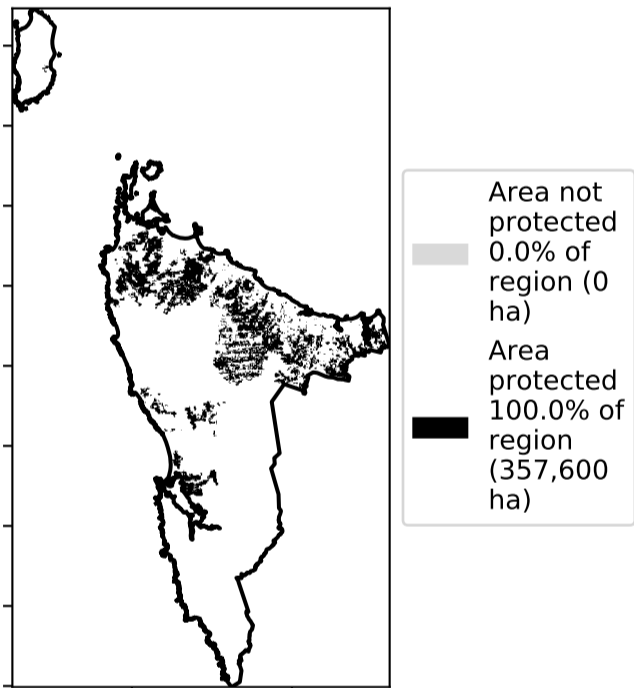 Area not
protected
0.0% of
region (0
ha)
Area
protected
100.0% of
region
(357,600
ha)